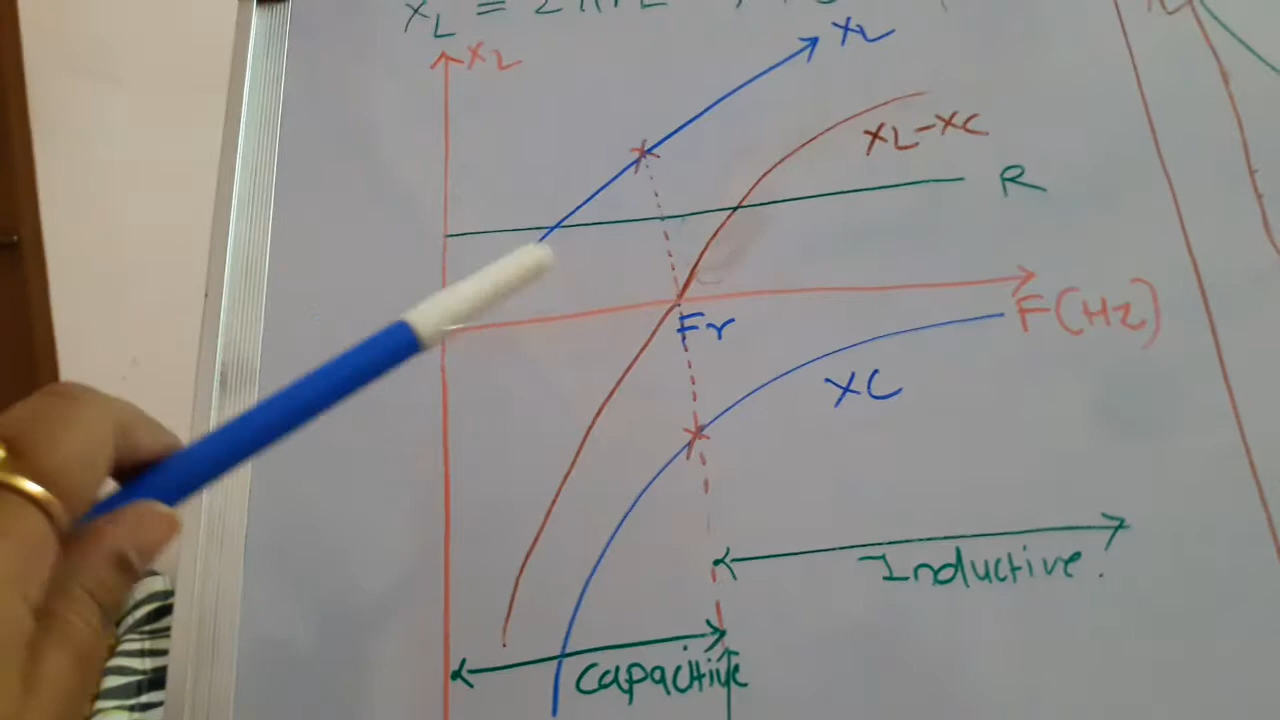 XL
XL
XL-XC
R
Fr
F(Hz)
XC
Inductive.
capacitive